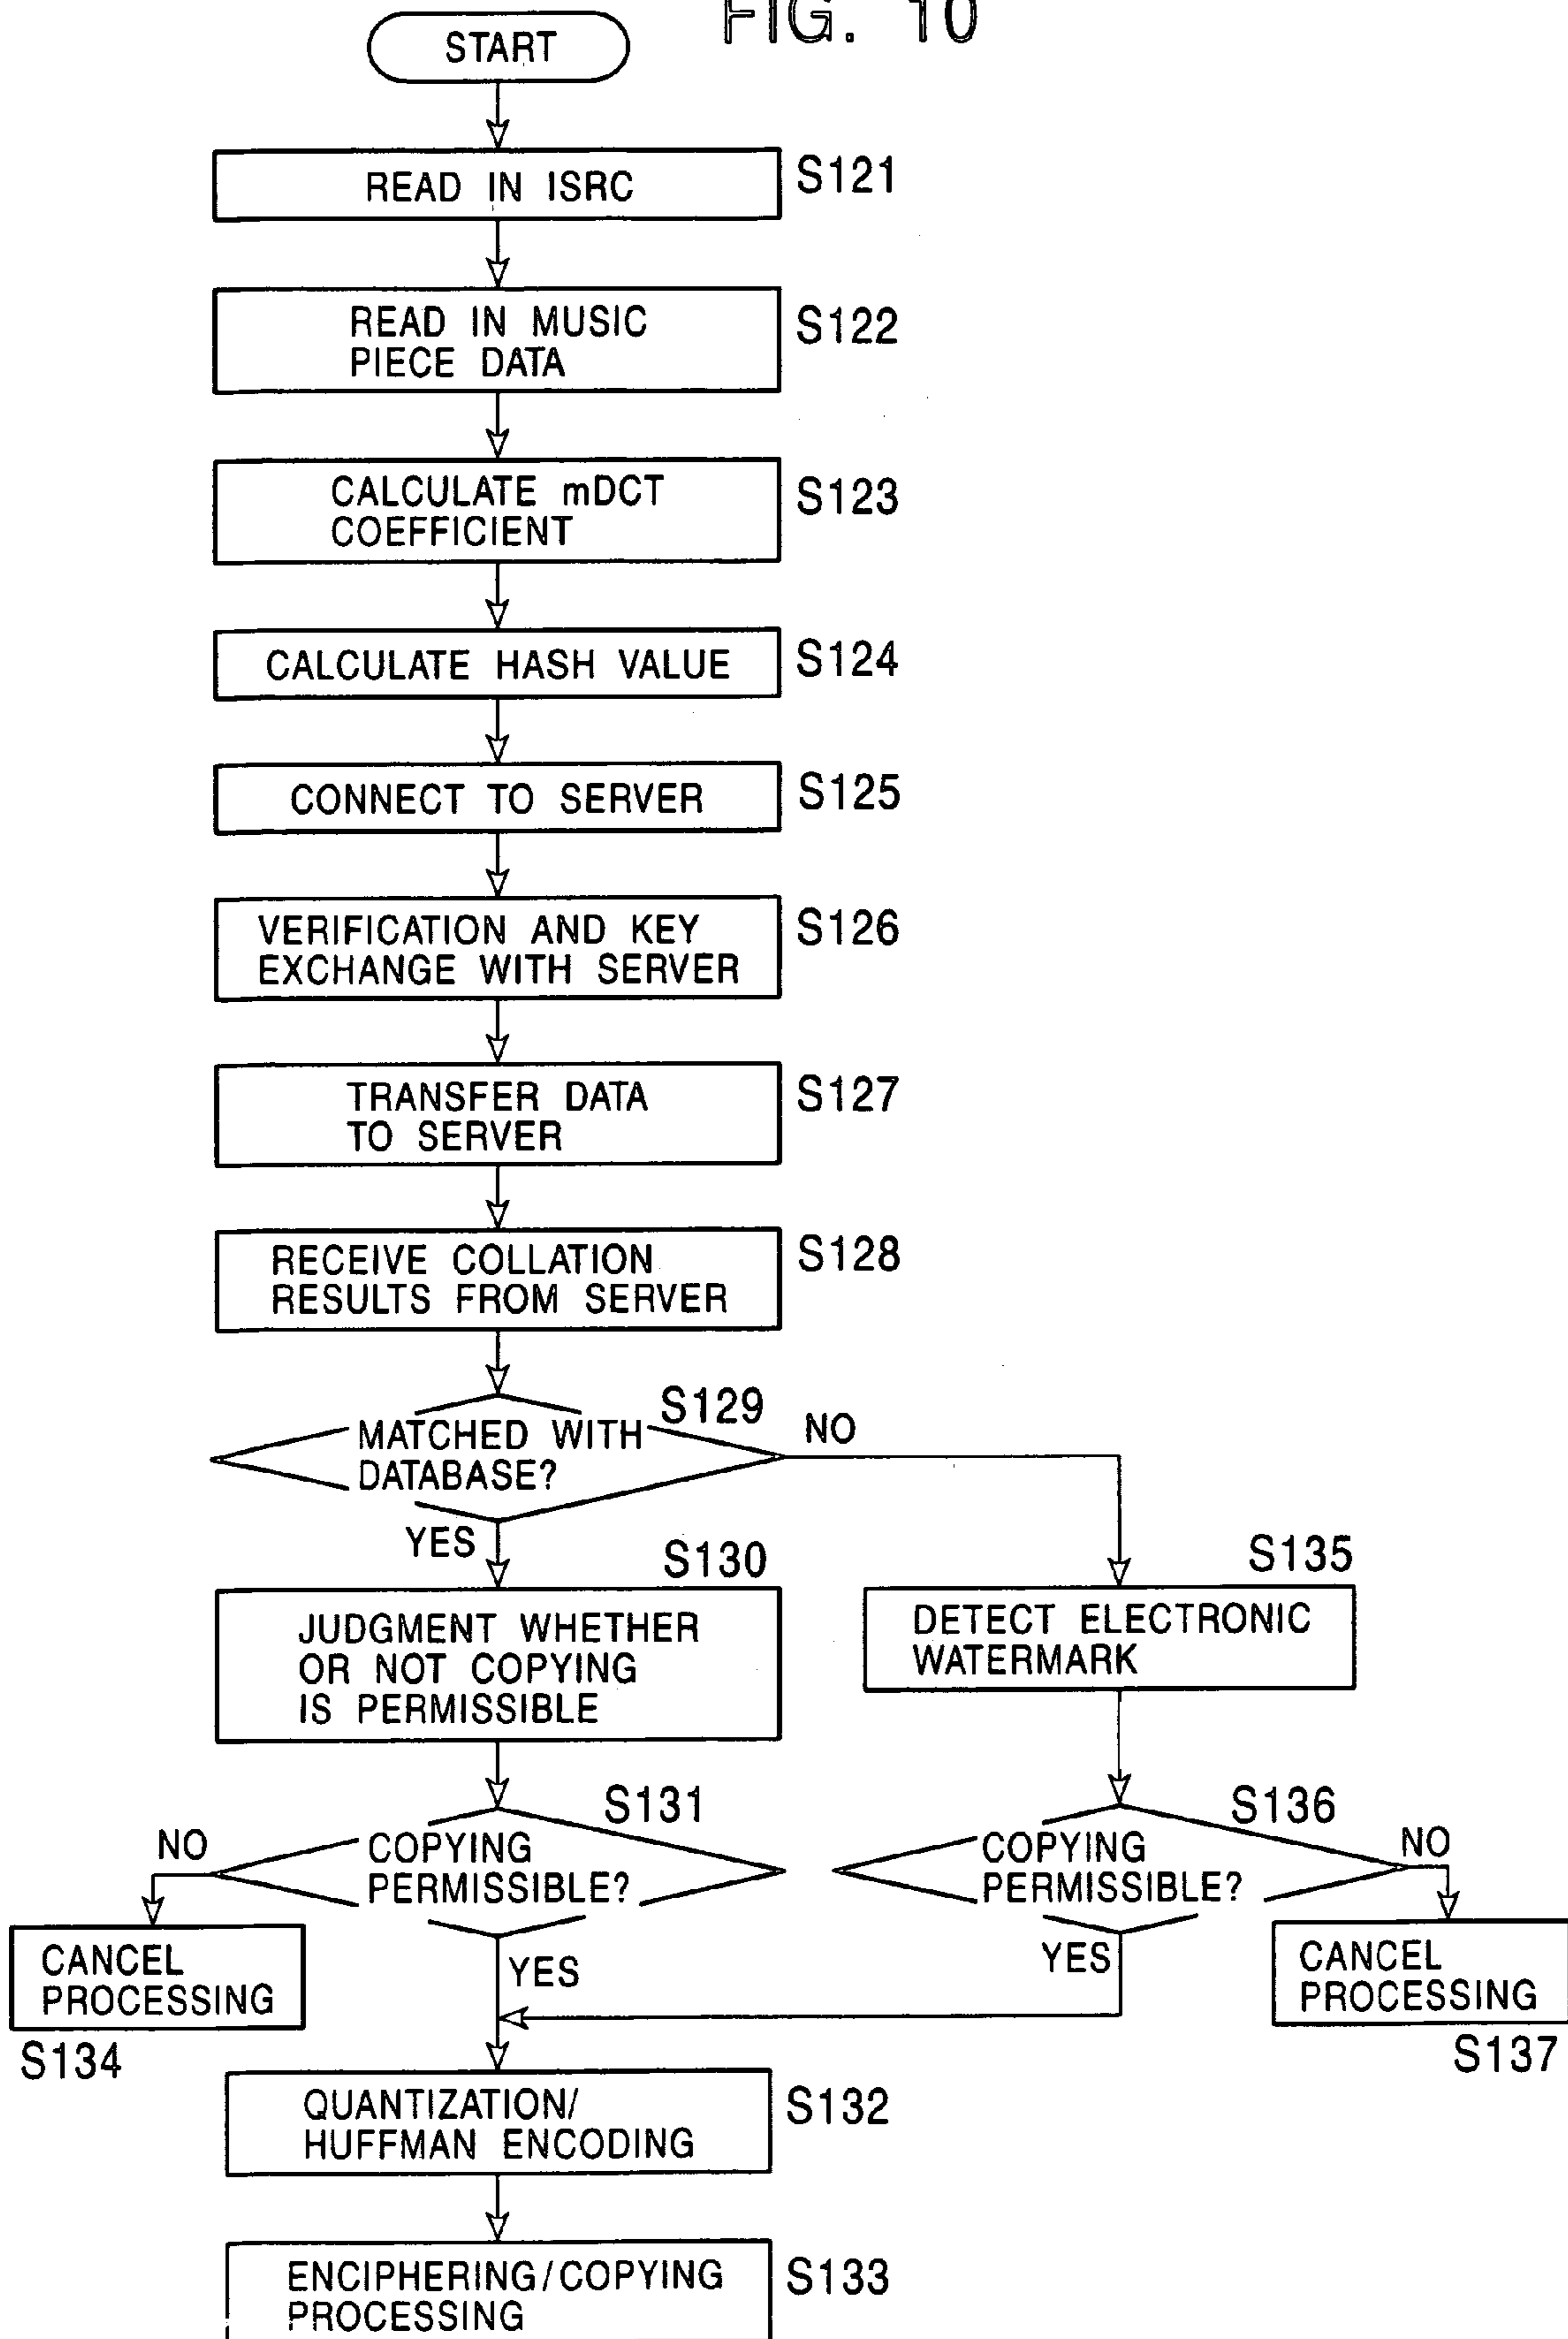 FIG. 10
START
READ IN ISRC
S121
READ IN MUSIC
PIECE DATA
S122
CALCULATE mDCT
COEFFICIENT
S123
CALCULATE HASH VALUE
S124
CONNECT TO SERVER
S125
VERIFICATION AND KEY
EXCHANGE WITH SERVER
S126
TRANSFER DATA
TO SERVER
S127
RECEIVE COLLATION
RESULTS FROM SERVER
S128
S129
MATCHED WITH
DATABASE?
NO
YES
S130
JUDGMENT WHETHER
OR NOT COPYING
IS PERMISSIBLE
S135
DETECT ELECTRONIC
WATERMARK
S131
COPYING
PERMISSIBLE?
NO
YES
S136
COPYING
PERMISSIBLE?
NO
YES
CANCEL
PROCESSING
S134
CANCEL
PROCESSING
S137
QUANTIZATION/
HUFFMAN ENCODING
S132
ENCIPHERING/COPYING
PROCESSING
S133